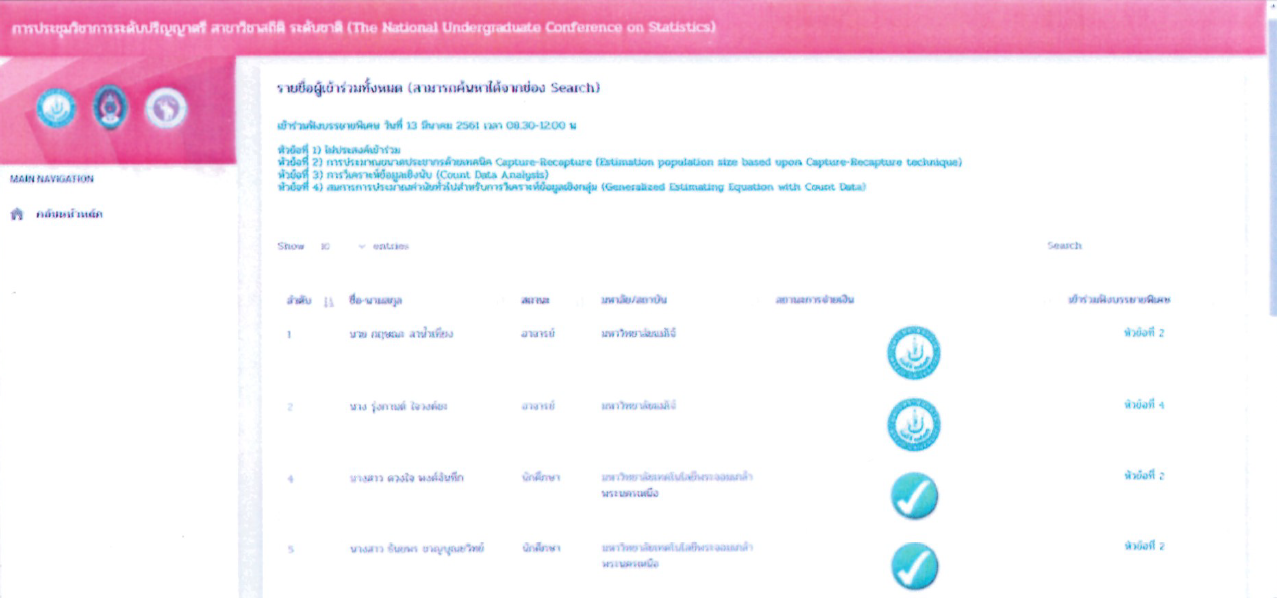 การประชุมวิชาการระดับปริญญาตรี สาขาวิชาสถิติ ระดับชาติ (The National Undergraduate Conference on Statistics)
รายชื่อผู้เข้าร่วมทั้งหมด (สามารถค้นหาได้จากช่อง Search)
เข้าร่วมฟังบรรยายพิเศษ วันที่ 13 มีนาคม 2561 เวลา 08.30-12.00 น
หัวข้อที่ 1) ไม่ประสงค์เข้าร่วม
หัวข้อที่ 2) การประมาณขนาดประชากรด้วยเทคนิค Capture-Recapture (Estimation population size based upon Capture-Recapture technique)
หัวข้อที่ 3) การวิเคราะห์ข้อมูลเชิงนับ (Count Data Analysis)
หัวข้อที่ 4) สมการการประมาณค่านัยทั่วไปสำหรับการวิเคราะห์ข้อมูลเชิงกลุ่ม (Generalized Estimating Equation with Count Data)
MAIN NAVIGATION
กลับหน้าหลัก
Show 10 entries
Search
ลำดับ ชื่อ-นามสกุล สถานะ มหาลัย/สถาบัน สถานะการจ่ายเงิน เข้าร่วมฟังบรรยายพิเศษ
1 นาย กฤษณะ ลาน้ำเที่ยง อาจารย์ มหาวิทยาลัยแม่โจ้ หัวข้อที่ 2
2 นาง รุ่งกานต์ ใจวงค์ยะ อาจารย์ มหาวิทยาลัยแม่โจ้ หัวข้อที่ 4
4 นางสาว ดวงใจ นักศึกษา มหาวิทยาลัยเทคโนโลยีพระจอมเกล้า หัวข้อที่ 2
พระนครเหนือ
5 นางสาว นักศึกษา มหาวิทยาลัยเทคโนโลยีพระจอมเกล้า หัวข้อที่ 2
พระนครเหนือ